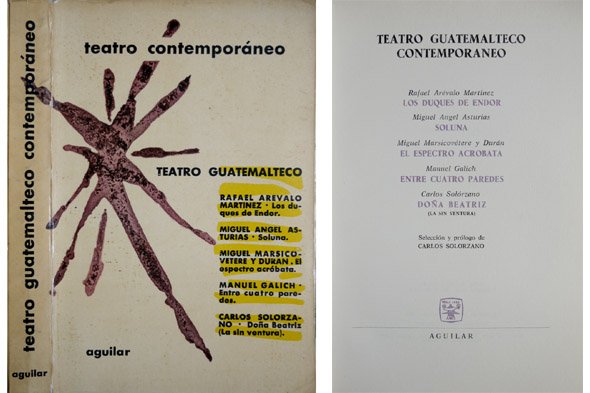 teatro guatemalteco contemporáneo
aguilar
teatro contemporáneo
TEATRO GUATEMALTECO
RAFAEL AREVALO
MARTINEZ · Los du-
ques de Endor.
MIGUEL ANGEL AS-
TURIAS · Soluna.
MIGUEL MARSICO-
VETERE Y DURAN. El
espectro acróbata.
MANUEL GALICH ·
Entre cuatro pare-
des.
CARLOS SOLORZA-
NO · Doña Beatriz
(La sin ventura).
aguilar
TEATRO GUATEMALTECO
CONTEMPORANEO
Rafael Arévalo Martínez
LOS DUQUES DE ENDOR
Miguel Angel Asturias
SOLUNA
Miguel Marsicovétere y Durán
EL ESPECTRO ACROBATA
Manuel Galich
ENTRE CUATRO PAREDES
Carlos Solórzano
DOÑA BEATRIZ
(LA SIN VENTURA)
Selección y prólogo de
CARLOS SOLORZANO
AGUILAR